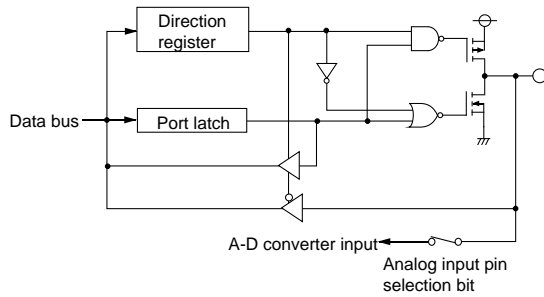 Direction
register
Data bus
Port latch
A-D converter input
Analog input pin
selection bit